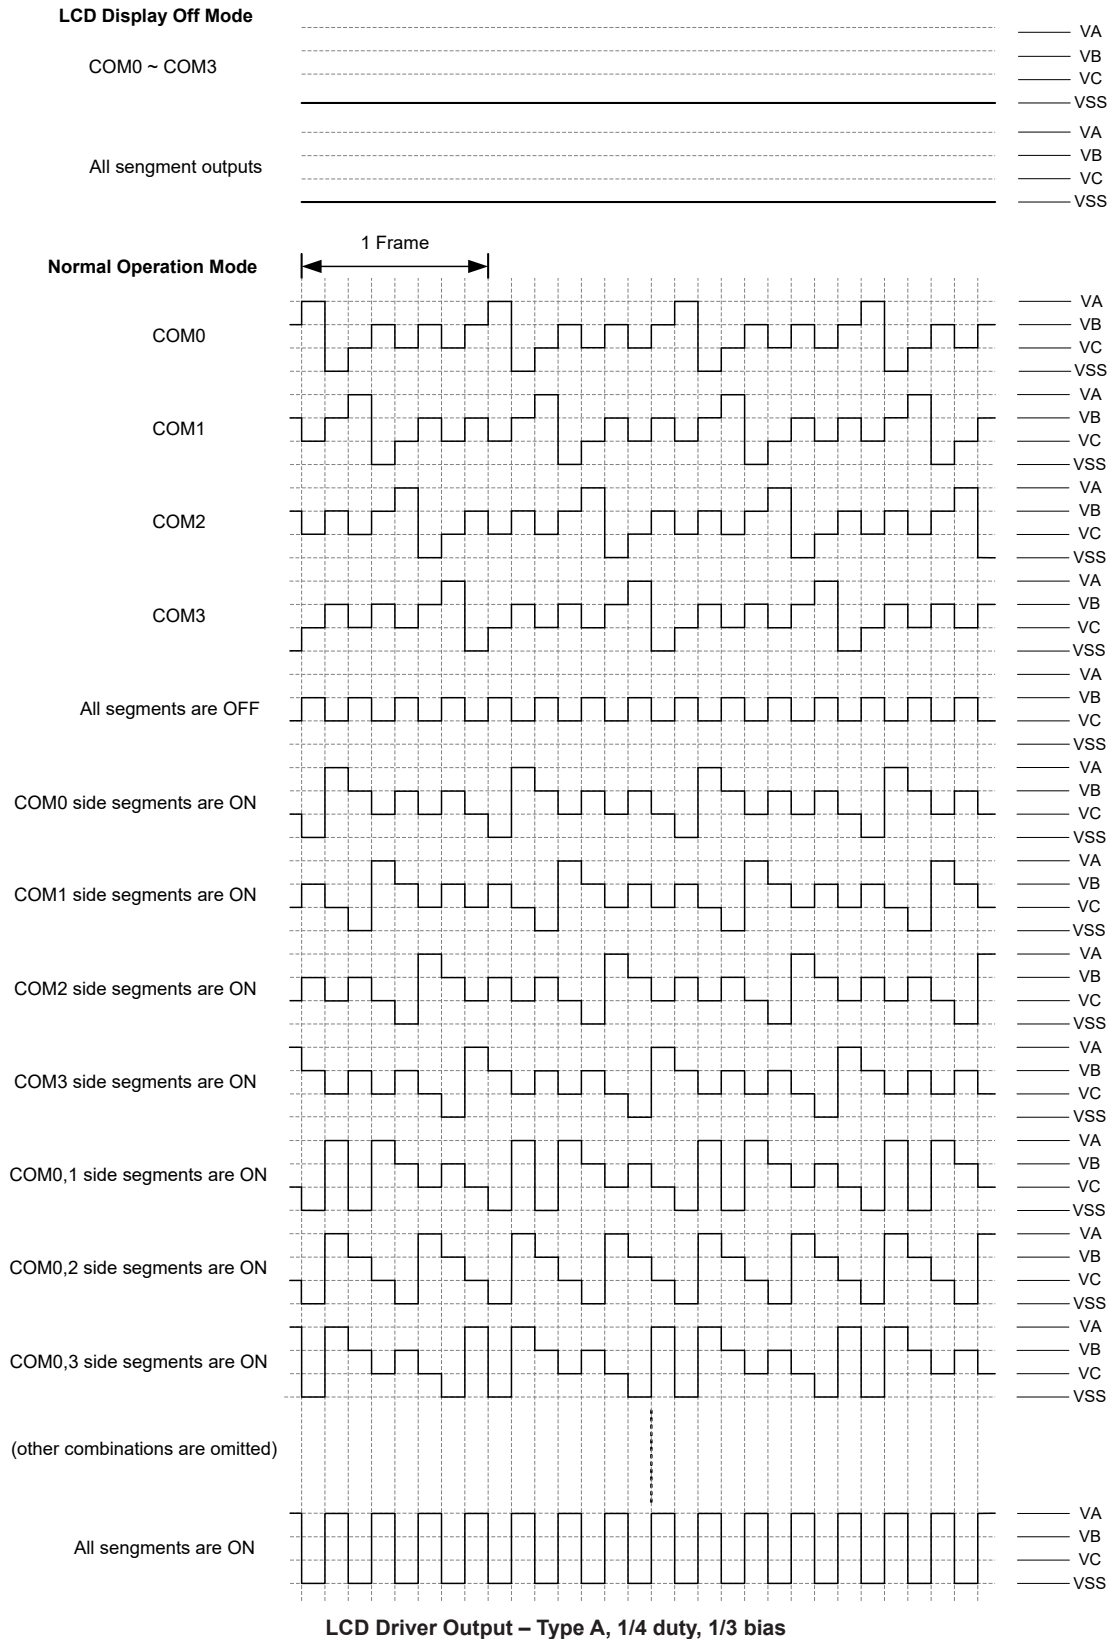 LCD Display Off Mode
COM0 ~ COM3
VA
VB
VC
VSS
All sengment outputs
VA
VB
VC
VSS
1 Frame
Normal Operation Mode
COM0
VA
VB
VC
VSS
COM1
VA
VB
VC
VSS
COM2
VA
VB
VC
VSS
COM3
VA
VB
VC
VSS
All segments are OFF
VA
VB
VC
VSS
COM0 side segments are ON
VA
VB
VC
VSS
COM1 side segments are ON
VA
VB
VC
VSS
COM2 side segments are ON
VA
VB
VC
VSS
COM3 side segments are ON
VA
VB
VC
VSS
COM0,1 side segments are ON
VA
VB
VC
VSS
COM0,2 side segments are ON
VA
VB
VC
VSS
COM0,3 side segments are ON
VA
VB
VC
VSS
(other combinations are omitted)
All sengments are ON
VA
VB
VC
VSS
LCD Driver Output – Type A, 1/4 duty, 1/3 bias